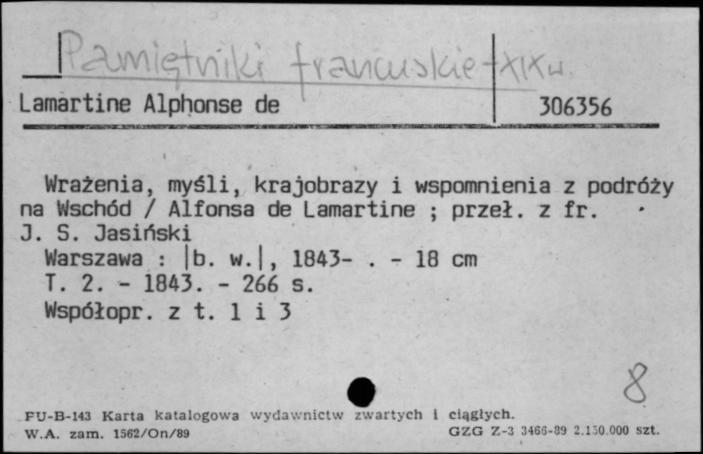 Pamiętniki francuskie - XIX w.
Lamartine Alphonse de 306356
Wrażenia, myśli, krajobrazy i wspomnienia z podróży
na Wschód / Alfonsa de Lamartine ; przeł. z fr.
J. S. Jasiński
Warszawa : |b. w.|, 1843- . - 18 cm
T. 2. - 1843. - 266 s.
Współopr. z t. 1 i 3
8
PU-B-143 Karta katalogowa wydawnictw zwartych i ciągłych.
W.A. zam. 1562/On/89 GZG Z-3 3466-89 2.150.000 szt.